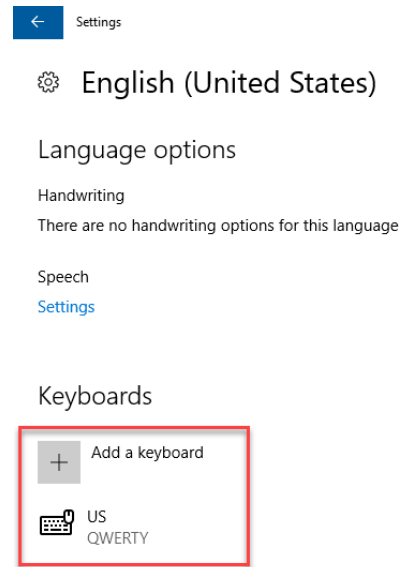 Settings
English (United States)
Language options
Handwriting
There are no handwriting options for this language
Speech
Settings
Keyboards
Add a keyboard
US
QWERTY